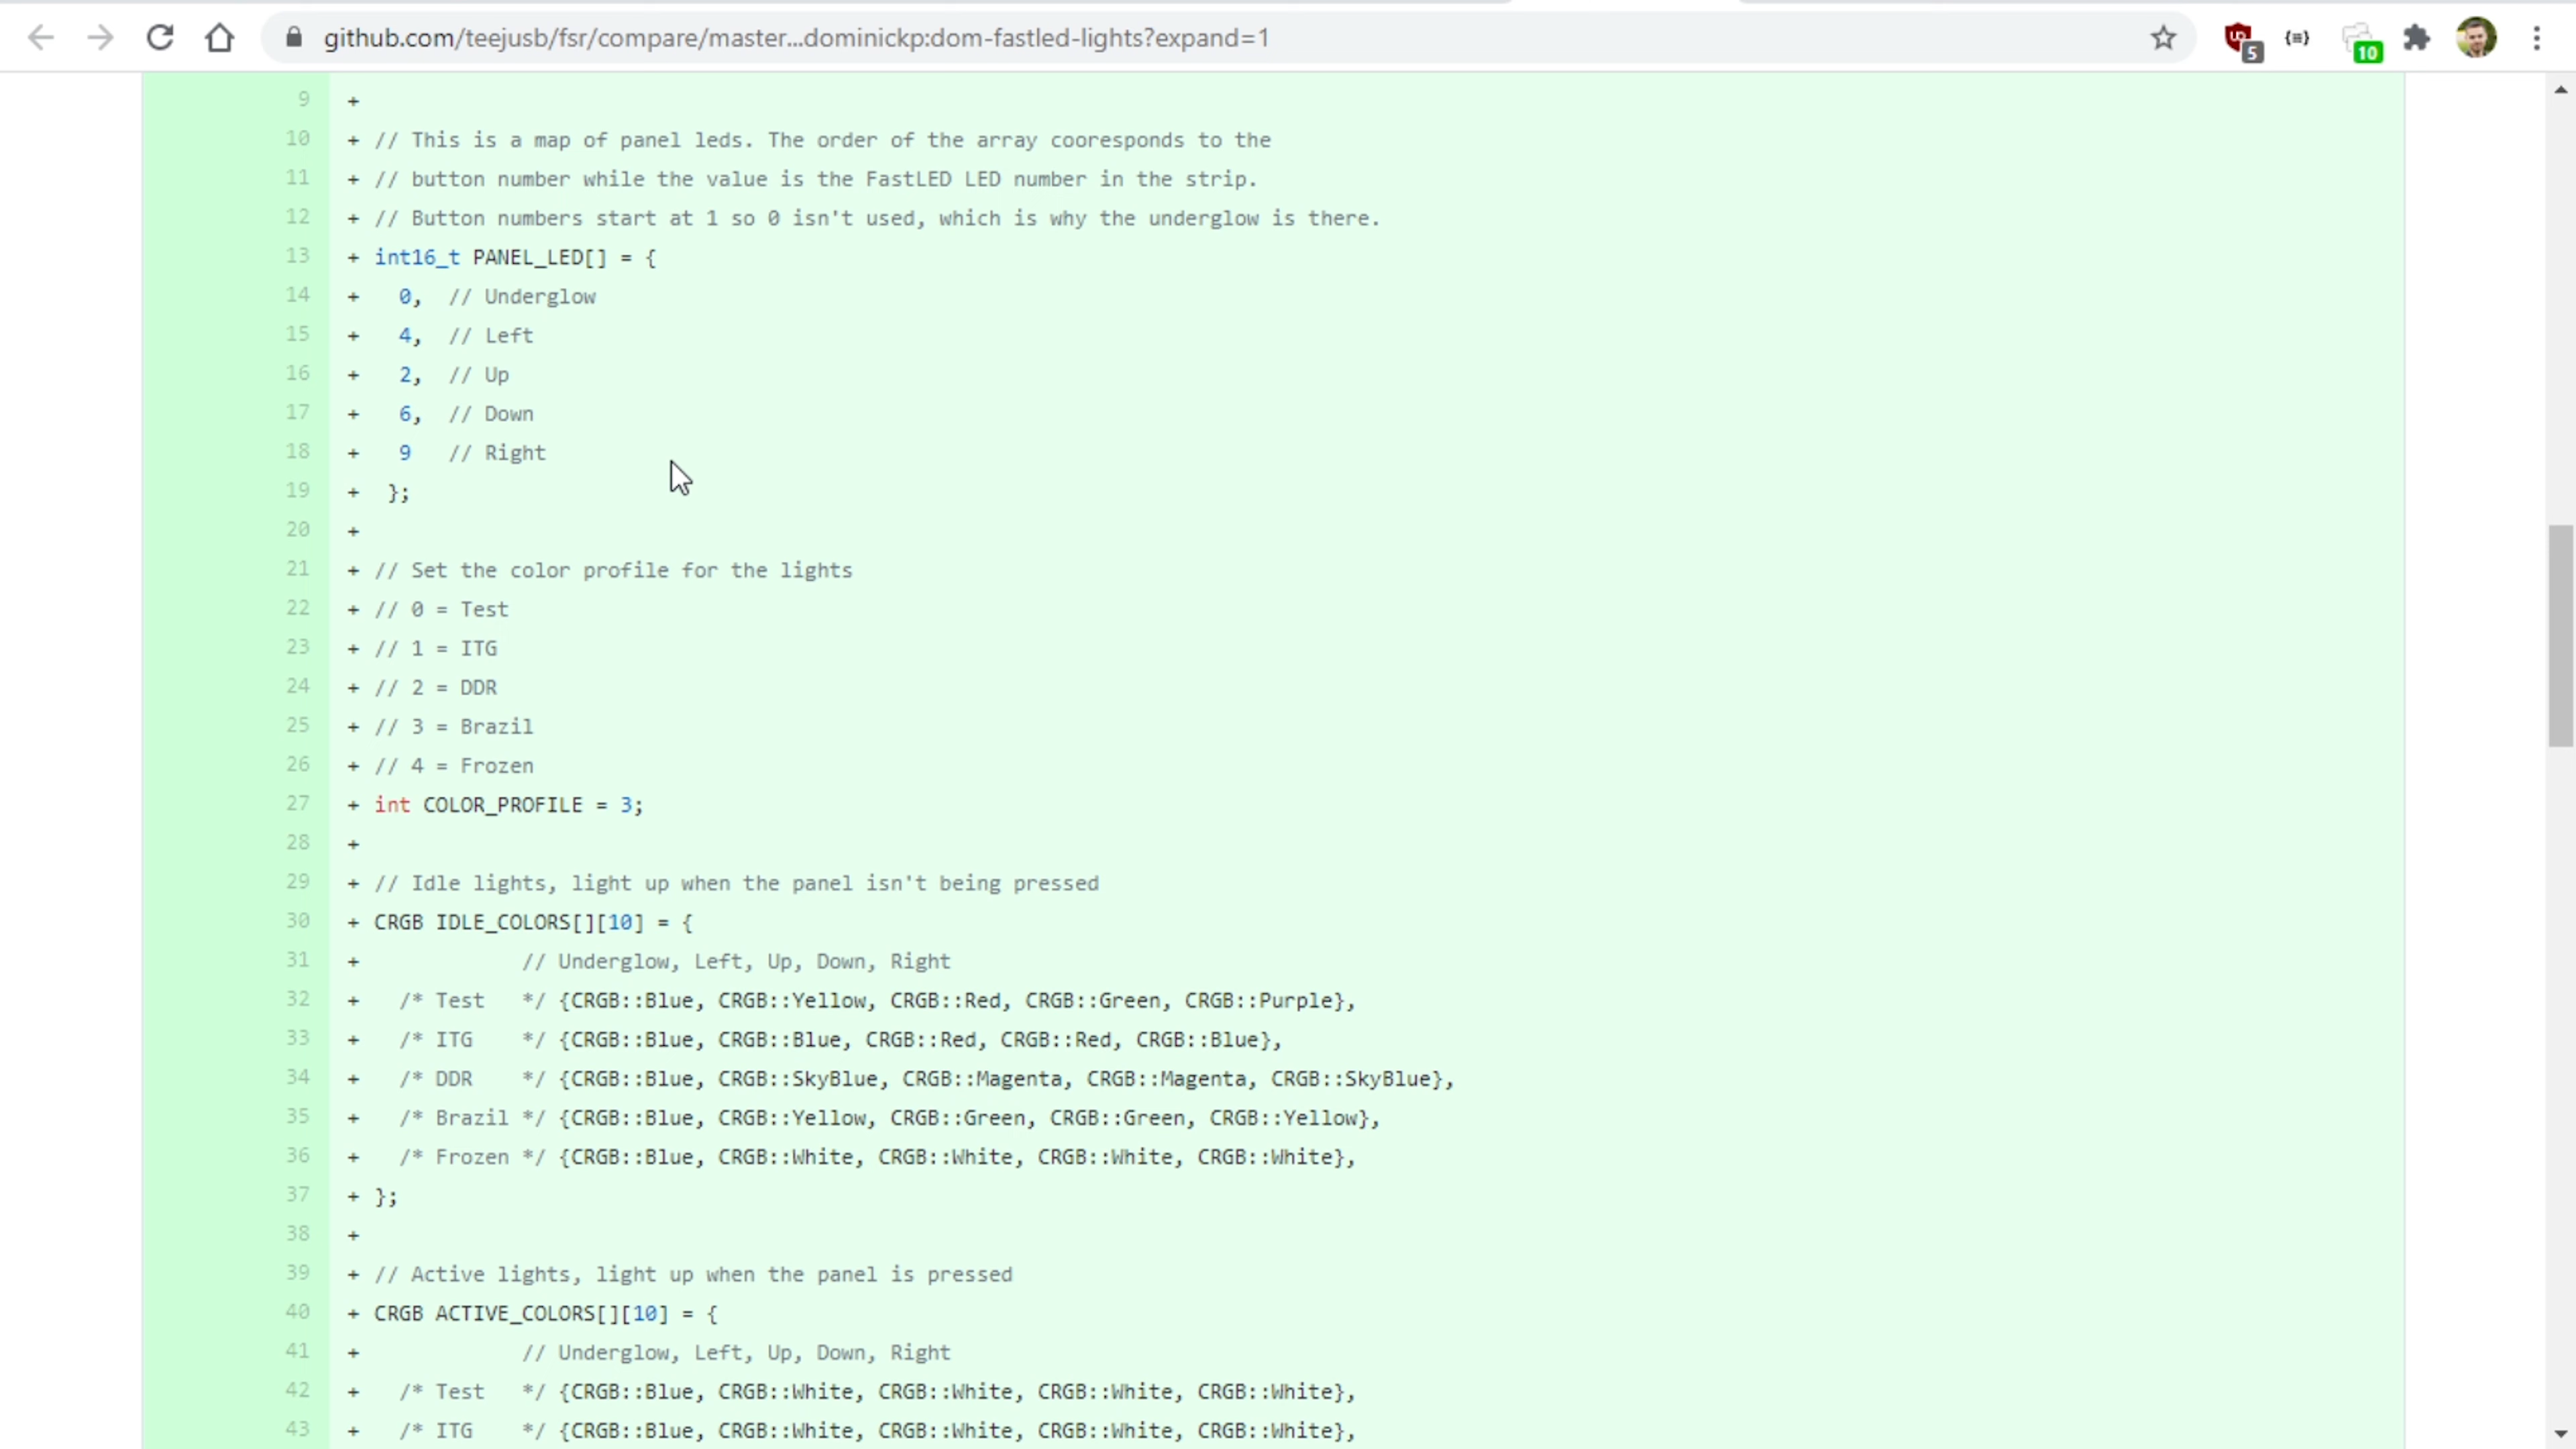 github.com/teejusb/fsr/compare/master...dominickp:dom-fastled-lights?expand=1
5
10
9 +
10 + // This is a map of panel leds. The order of the array cooresponds to the
11 + // button number while the value is the FastLED LED number in the strip.
12 + // Button numbers start at 1 so 0 isn't used, which is why the underglow is there.
13 + int16_t PANEL_LED[] = {
14 + 0, // Underglow
15 + 4, // Left
16 + 2, // Up
17 + 6, // Down
18 + 9 // Right
19 + };
20 +
21 + // Set the color profile for the lights
22 + // 0 = Test
23 + // 1 = ITG
24 + // 2 = DDR
25 + // 3 = Brazil
26 + // 4 = Frozen
27 + int COLOR_PROFILE = 3;
28 +
29 + // Idle lights, light up when the panel isn't being pressed
30 + CRGB IDLE_COLORS[][10] = {
31 + // Underglow, Left, Up, Down, Right
32 + /* Test */ {CRGB::Blue, CRGB::Yellow, CRGB::Red, CRGB::Green, CRGB::Purple},
33 + /* ITG */ {CRGB::Blue, CRGB::Blue, CRGB::Red, CRGB::Red, CRGB::Blue},
34 + /* DDR */ {CRGB::Blue, CRGB::SkyBlue, CRGB::Magenta, CRGB::Magenta, CRGB::SkyBlue},
35 + /* Brazil */ {CRGB::Blue, CRGB::Yellow, CRGB::Green, CRGB::Green, CRGB::Yellow},
36 + /* Frozen */ {CRGB::Blue, CRGB::White, CRGB::White, CRGB::White, CRGB::White},
37 + };
38 +
39 + // Active lights, light up when the panel is pressed
40 + CRGB ACTIVE_COLORS[][10] = {
41 + // Underglow, Left, Up, Down, Right
42 + /* Test */ {CRGB::Blue, CRGB::White, CRGB::White, CRGB::White, CRGB::White},
43 + /* ITG */ {CRGB::Blue, CRGB::White, CRGB::White, CRGB::White, CRGB::White},